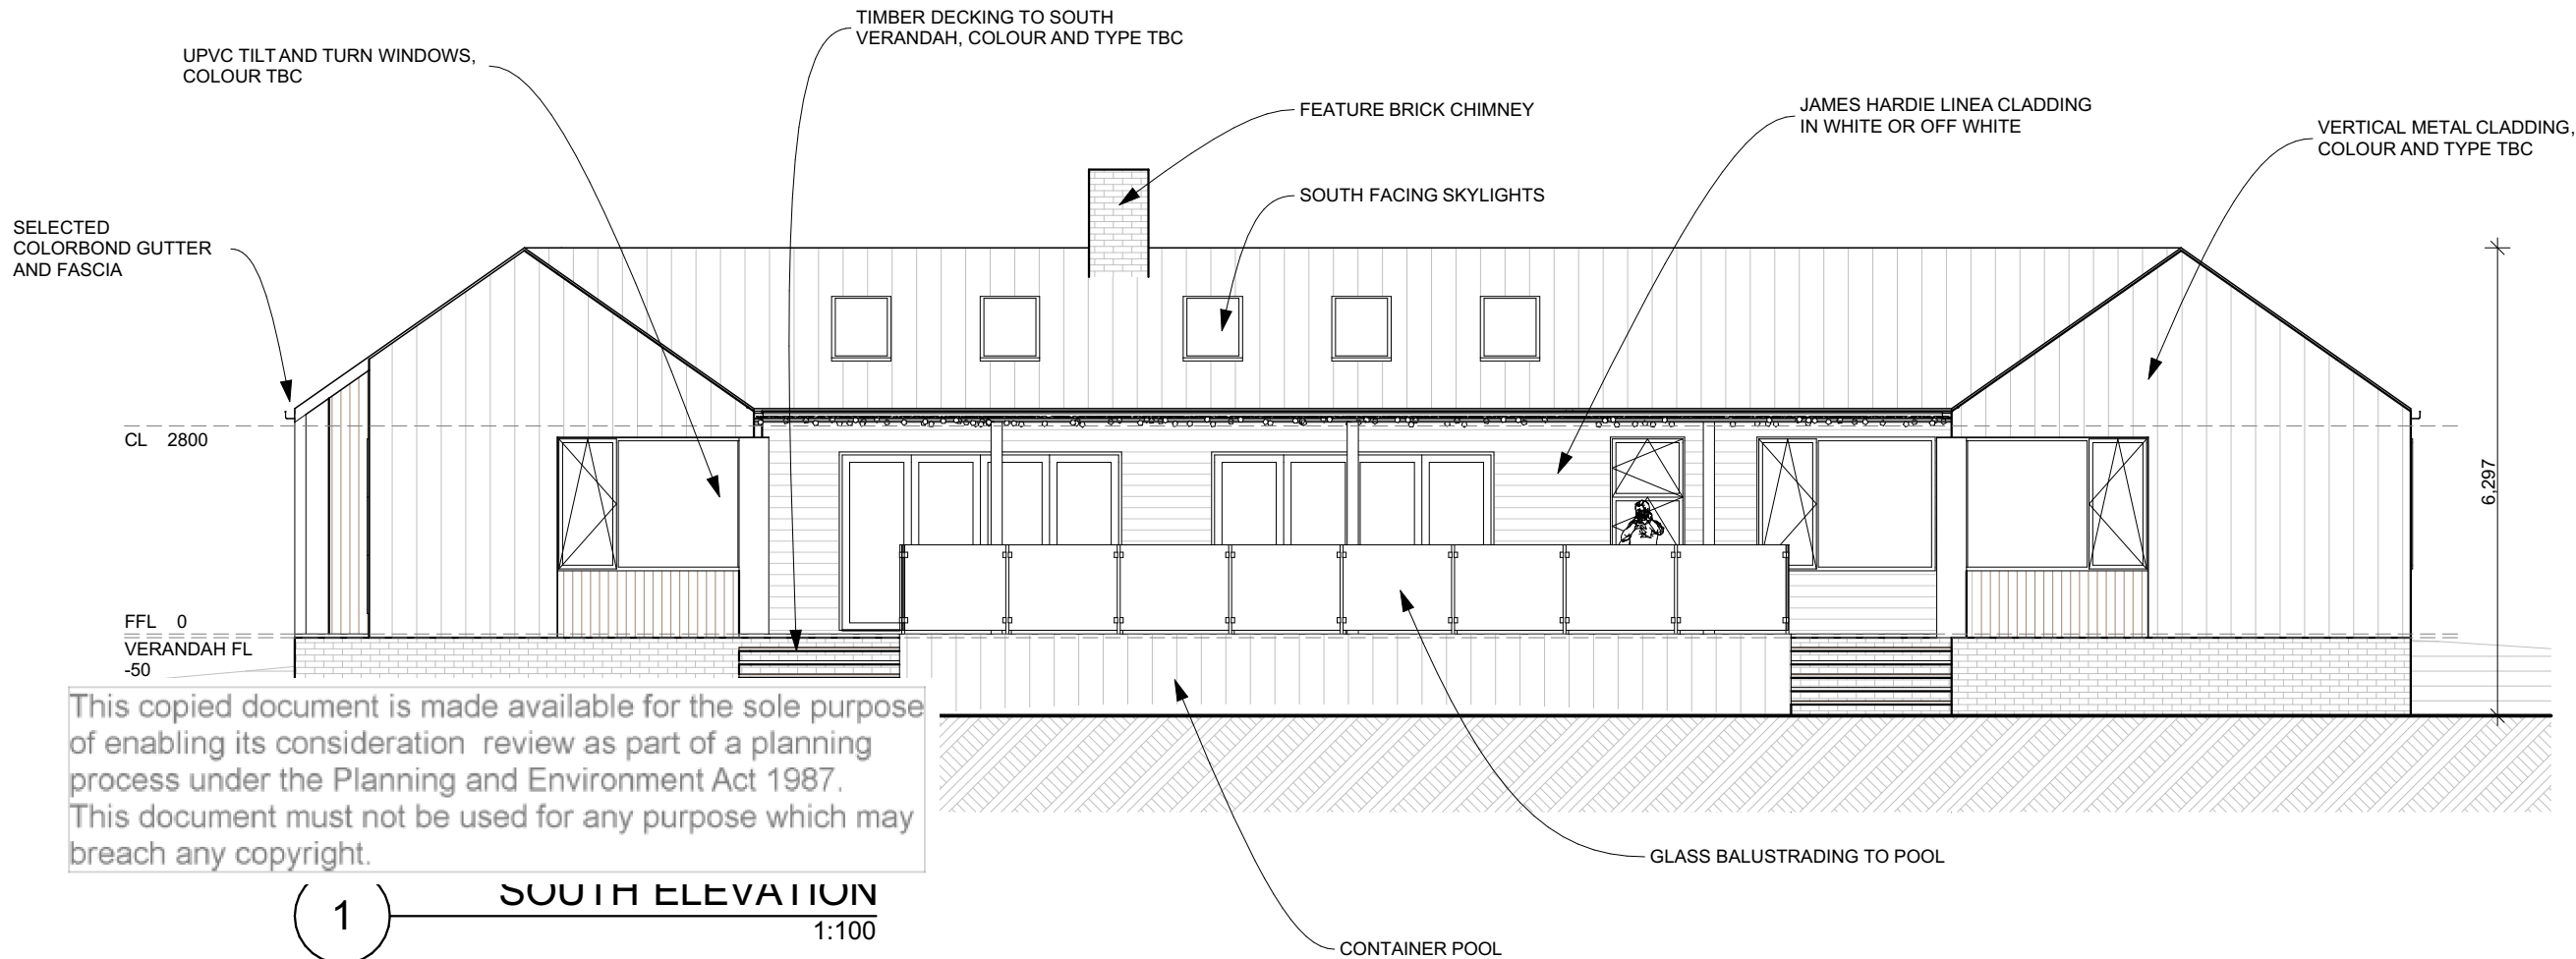 TIMBER DECKING TO SOUTH
VERANDAH, COLOUR AND TYPE TBC
UPVC TILT AND TURN WINDOWS,
COLOUR TBC
FEATURE BRICK CHIMNEY
JAMES HARDIE LINEA CLADDING
IN WHITE OR OFF WHITE
VERTICAL METAL CLADDING,
COLOUR AND TYPE TBC
SOUTH FACING SKYLIGHTS
SELECTED
COLORBOND GUTTER
AND FASCIA
CL 2800
6,297
FFL 0
VERANDAH FL
-50
This copied document is made available for the sole purpose
of enabling its consideration review as part of a planning
process under the Planning and Environment Act 1987.
This document must not be used for any purpose which may
breach any copyright.
GLASS BALUSTRADING TO POOL
1
SOUTH ELEVATION
1:100
CONTAINER POOL